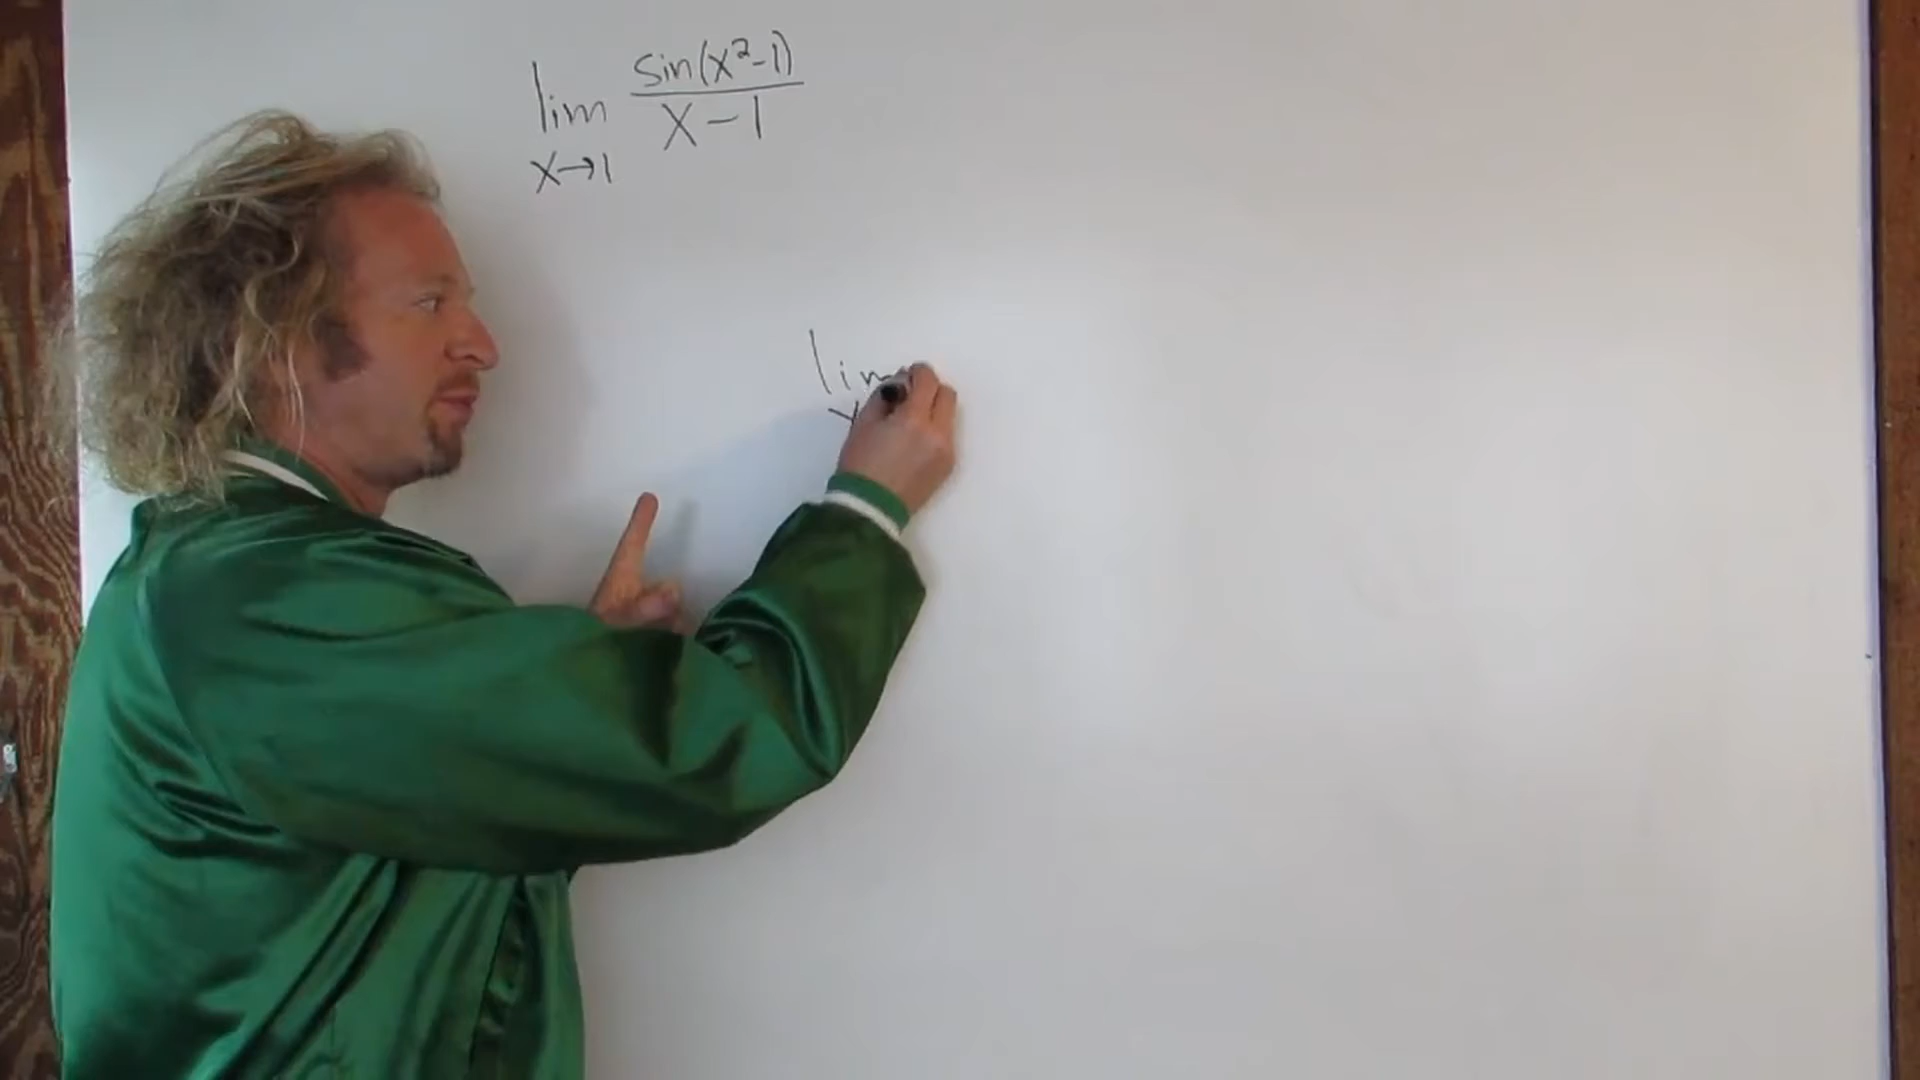 lim sin(x²-1)
x→1 x-1
lim
x